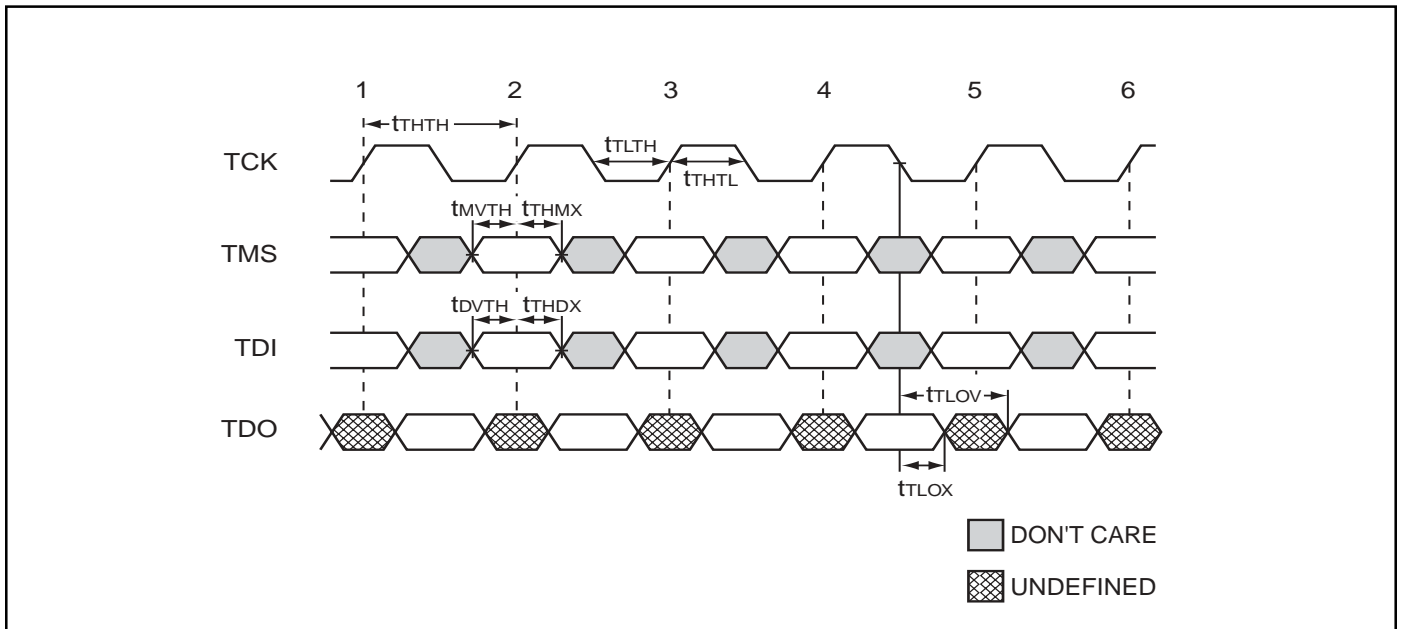 1 2 3 4 5 6
tTHTH
tTLTH
TCK
tTHTL
tMVTH tTHMX
TMS
tDVTH tTHDX
TDI
tTLOV
TDO
tTLOX
DON'T CARE
UNDEFINED